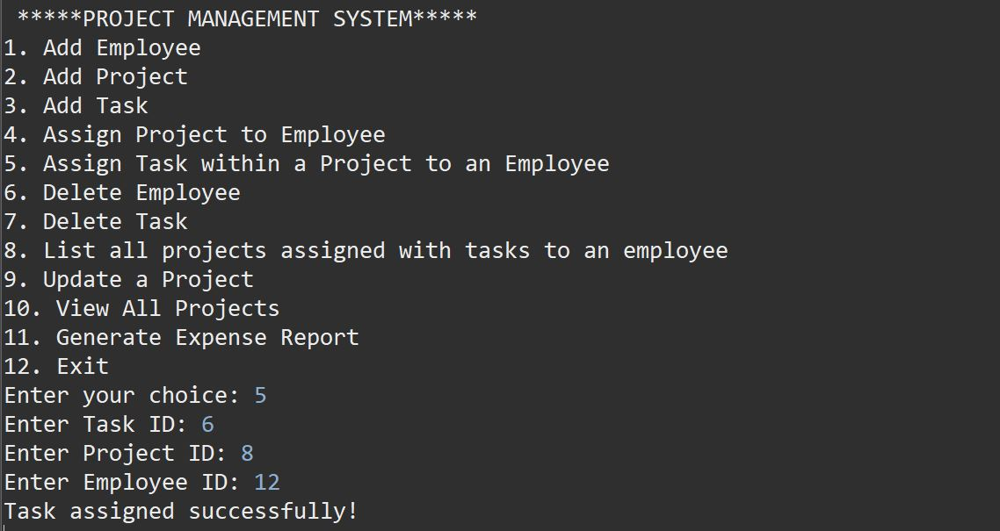 *****PROJECT MANAGEMENT SYSTEM*****
1. Add Employee
2. Add Project
3. Add Task
4. Assign Project to Employee
5. Assign Task within a Project to an Employee
6. Delete Employee
7. Delete Task
8. List all projects assigned with tasks to an employee
9. Update a Project
10. View All Projects
11. Generate Expense Report
12. Exit
Enter your choice: 5
Enter Task ID: 6
Enter Project ID: 8
Enter Employee ID: 12
Task assigned successfully!